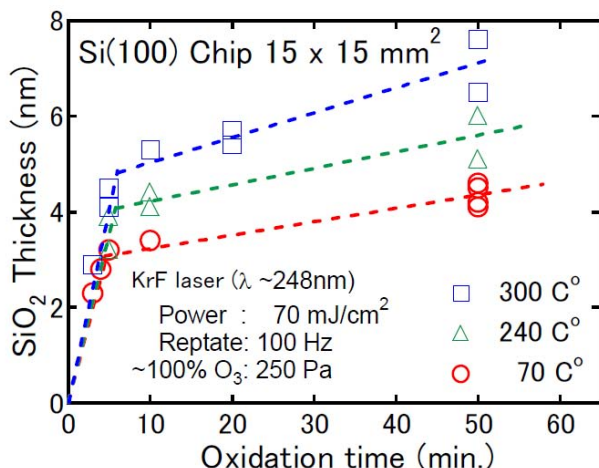 8
Si(100) Chip 15 x 15 mm²
6
SiO₂ Thickness (nm)
4
KrF laser (λ ~248nm)
Power : 70 mJ/cm²
Reptate: 100 Hz
~100% O₃: 250 Pa
300 C°
240 C°
70 C°
2
0
0 10 20 30 40 50 60
Oxidation time (min.)